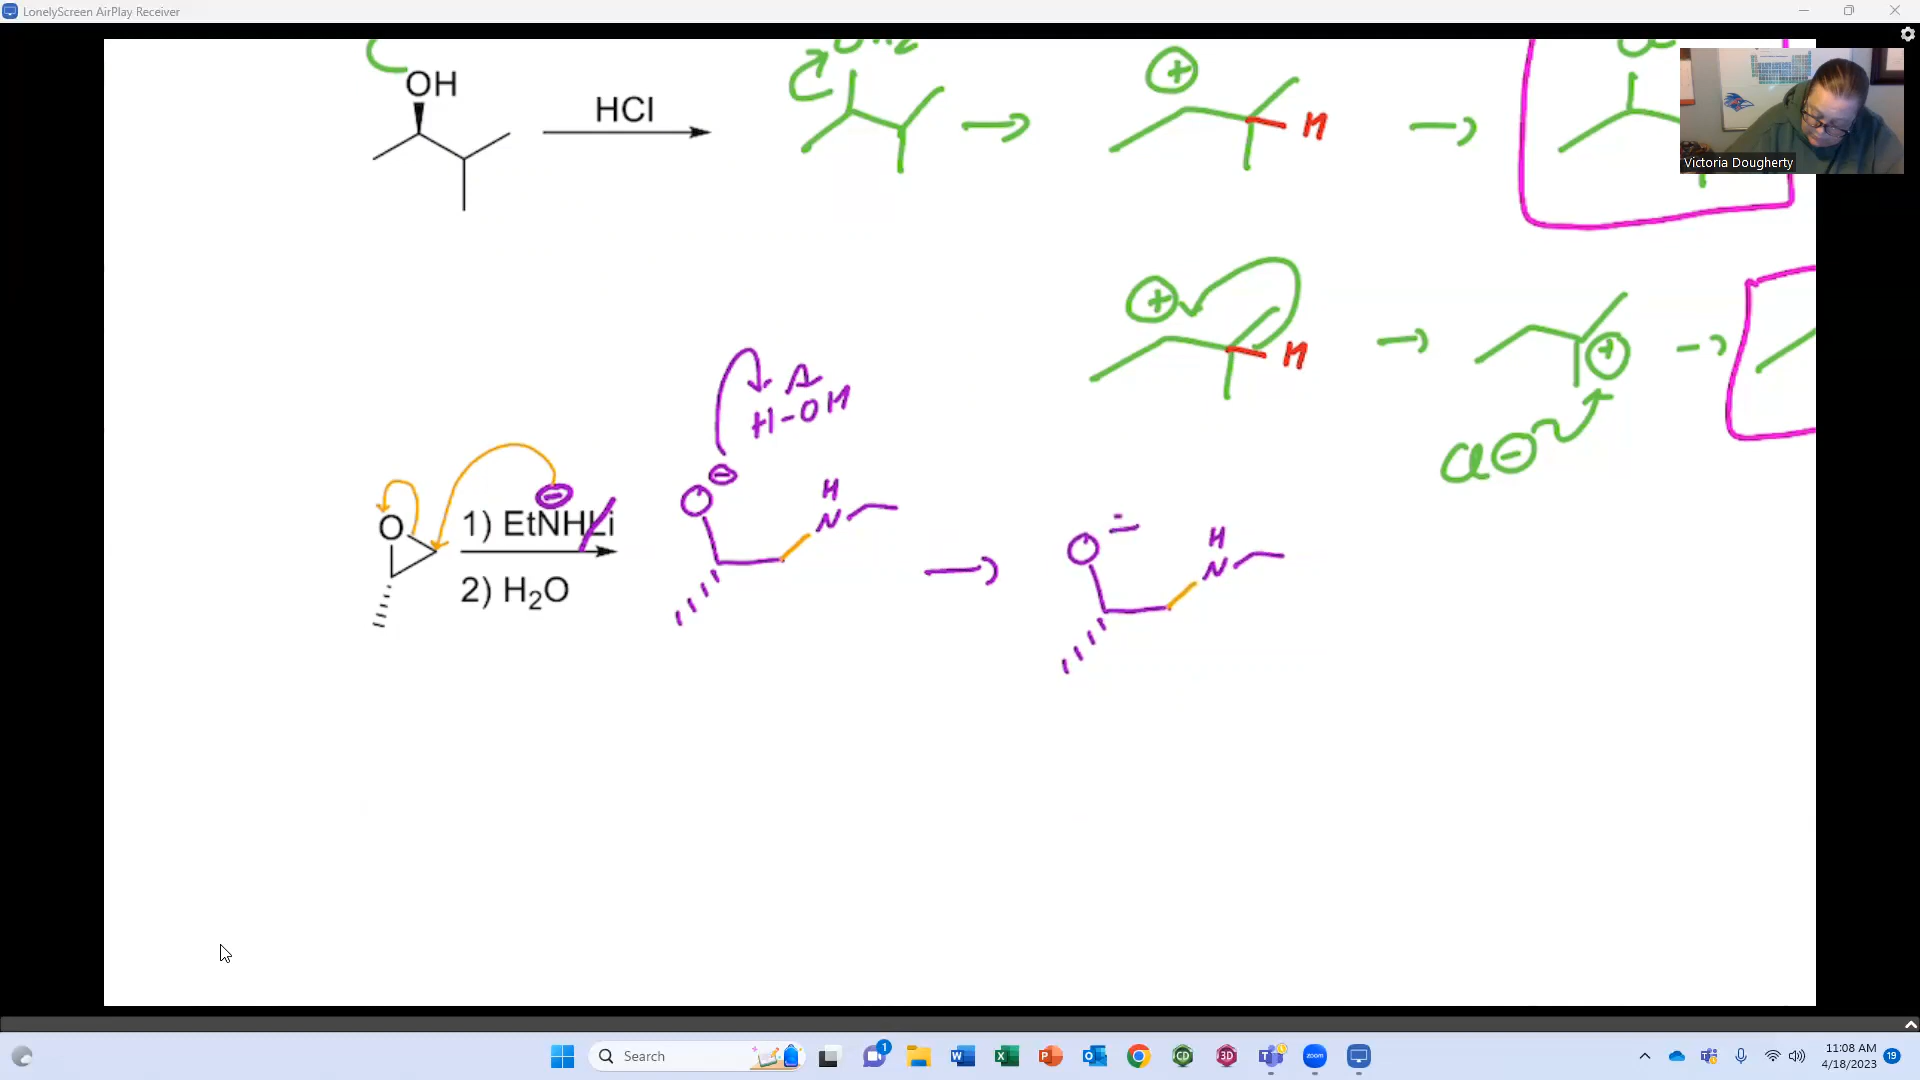 LonelyScreen AirPlay Receiver
OH
HCl
+
H
Victoria Dougherty
+
H
+
Cl −
H-OH
O −
H
N
O
1) EtNHLi
−
2) H₂O
O
H
N
Search
1
11:08 AM
4/18/2023
19